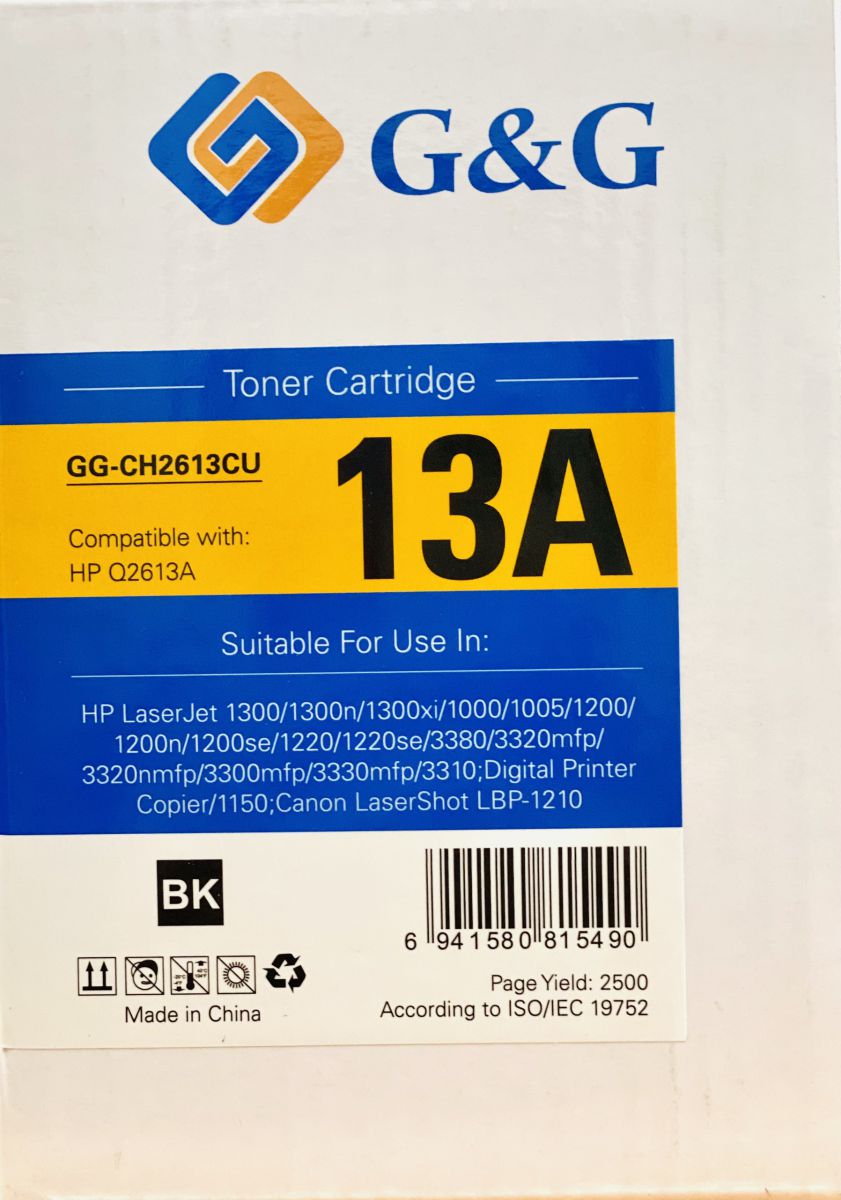 G&G
Toner Cartridge
GG-CH2613CU
13A
Compatible with:
HP Q2613A
Suitable For Use In:
HP LaserJet 1300/1300n/1300xi/1000/1005/1200/
1200n/1200se/1220/1220se/3380/3320mfp/
3320nmfp/3300mfp/3330mfp/3310;Digital Printer
Copier/1150;Canon LaserShot LBP-1210
BK
6 941580 815490
Page Yield: 2500
According to ISO/IEC 19752
Made in China